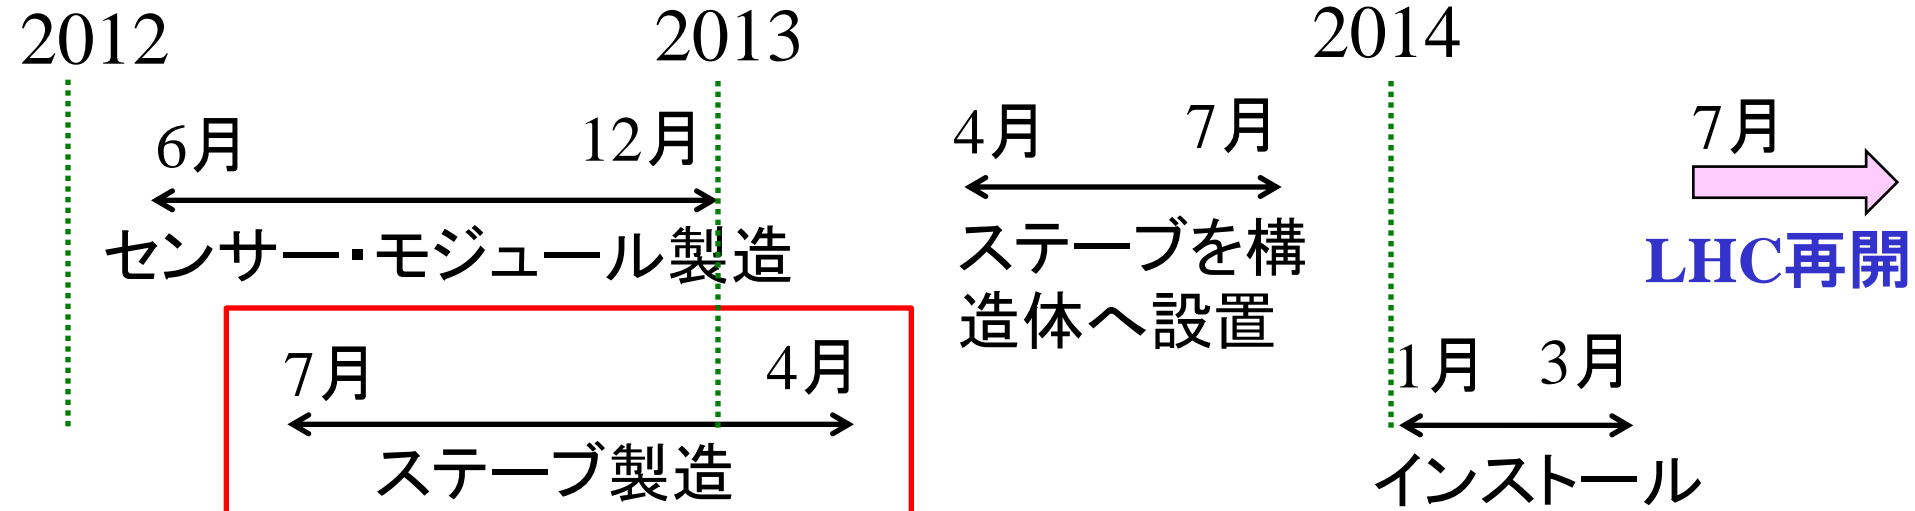 2012
2013
2014
6月
12月
センサー・モジュール製造
4月
7月
ステーブを構
造体へ設置
7月
LHC再開
7月
4月
ステーブ製造
1月
3月
インストール